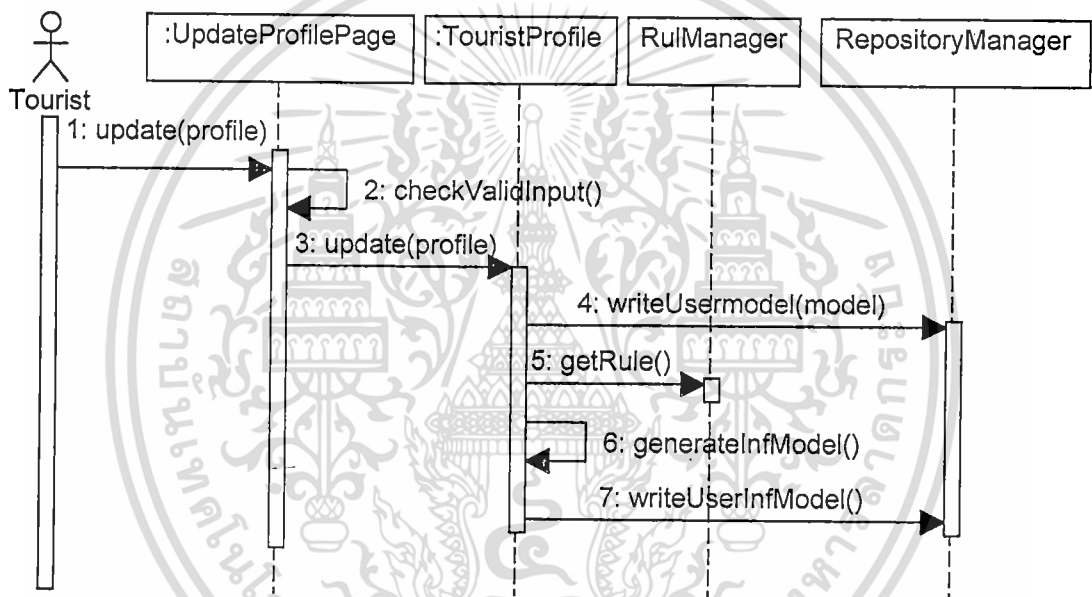 :UpdateProfilePage
:TouristProfile
RulManager
RepositoryManager
Tourist
1: update(profile)
2: checkValidInput()
3: update(profile)
4: writeUsermodel(model)
5: getRule()
6: generateInfModel()
7: writeUserInfModel()